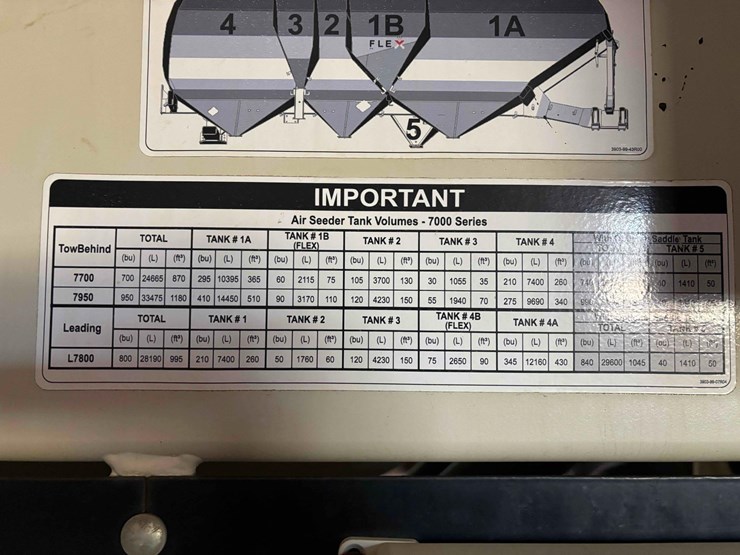 4 3 2 1B 1A
FLEX
5
IMPORTANT
Air Seeder Tank Volumes - 7000 Series
TowBehind TOTAL TANK # 1A TANK # 1B (FLEX) TANK # 2 TANK # 3 TANK # 4 Saddle Tank TANK # 5
(bu) (L) (ft³) (bu) (L) (ft³) (bu) (L) (ft³) (bu) (L) (ft³) (bu) (L) (ft³) (bu) (L) (ft³) (L) (ft³)
7700 700 24665 870 295 10395 365 60 2115 75 105 3700 130 30 1055 35 210 7400 260 1410 50
7950 950 33475 1180 410 14450 510 90 3170 110 120 4230 150 55 1940 70 275 9690 340
Leading TOTAL TANK # 1 TANK # 2 TANK # 3 TANK # 4B (FLEX) TANK # 4A TOTAL
(bu) (L) (ft³) (bu) (L) (ft³) (bu) (L) (ft³) (bu) (L) (ft³) (bu) (L) (ft³) (bu) (L) (ft³) (bu) (L) (ft³) (bu) (L) (ft³)
L7800 800 28190 995 210 7400 260 50 1760 60 120 4230 150 75 2650 90 345 12160 430 840 29600 1045 40 1410 50